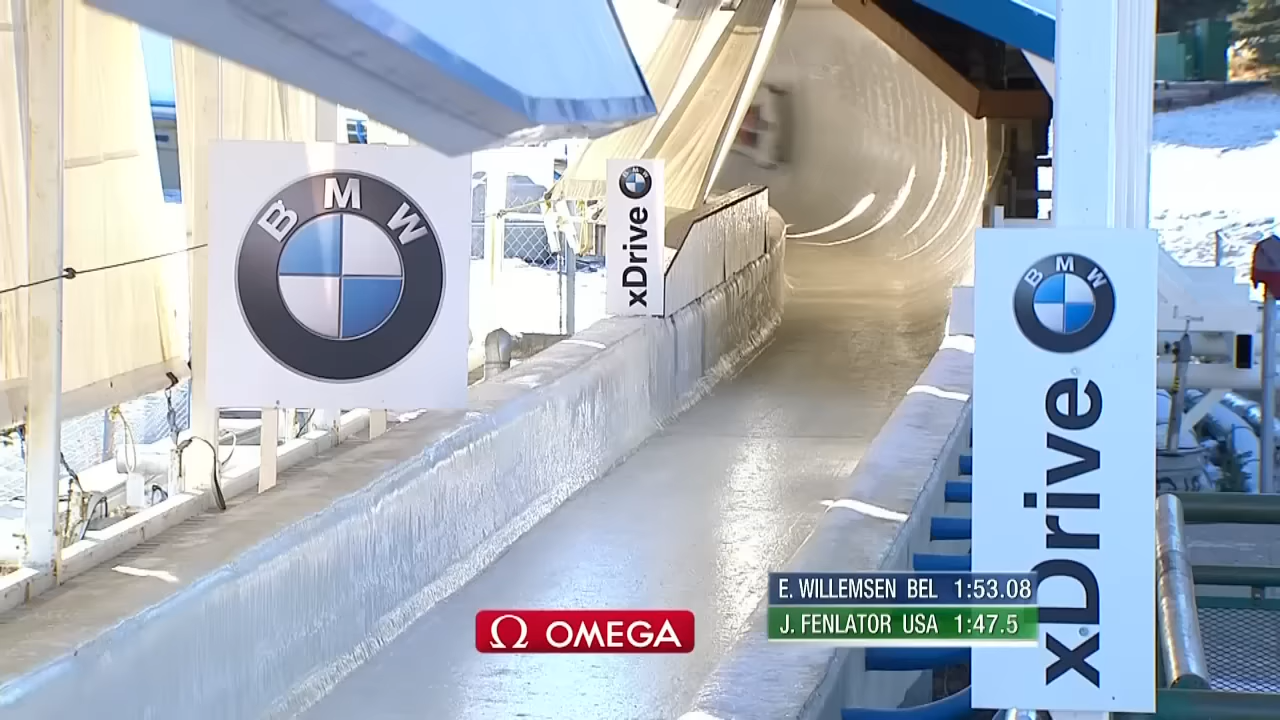 BMW
BMW
xDrive
BMW
xDrive
E. WILLEMSEN BEL 1:53.08
J. FENLATOR USA 1:47.5
Ω OMEGA